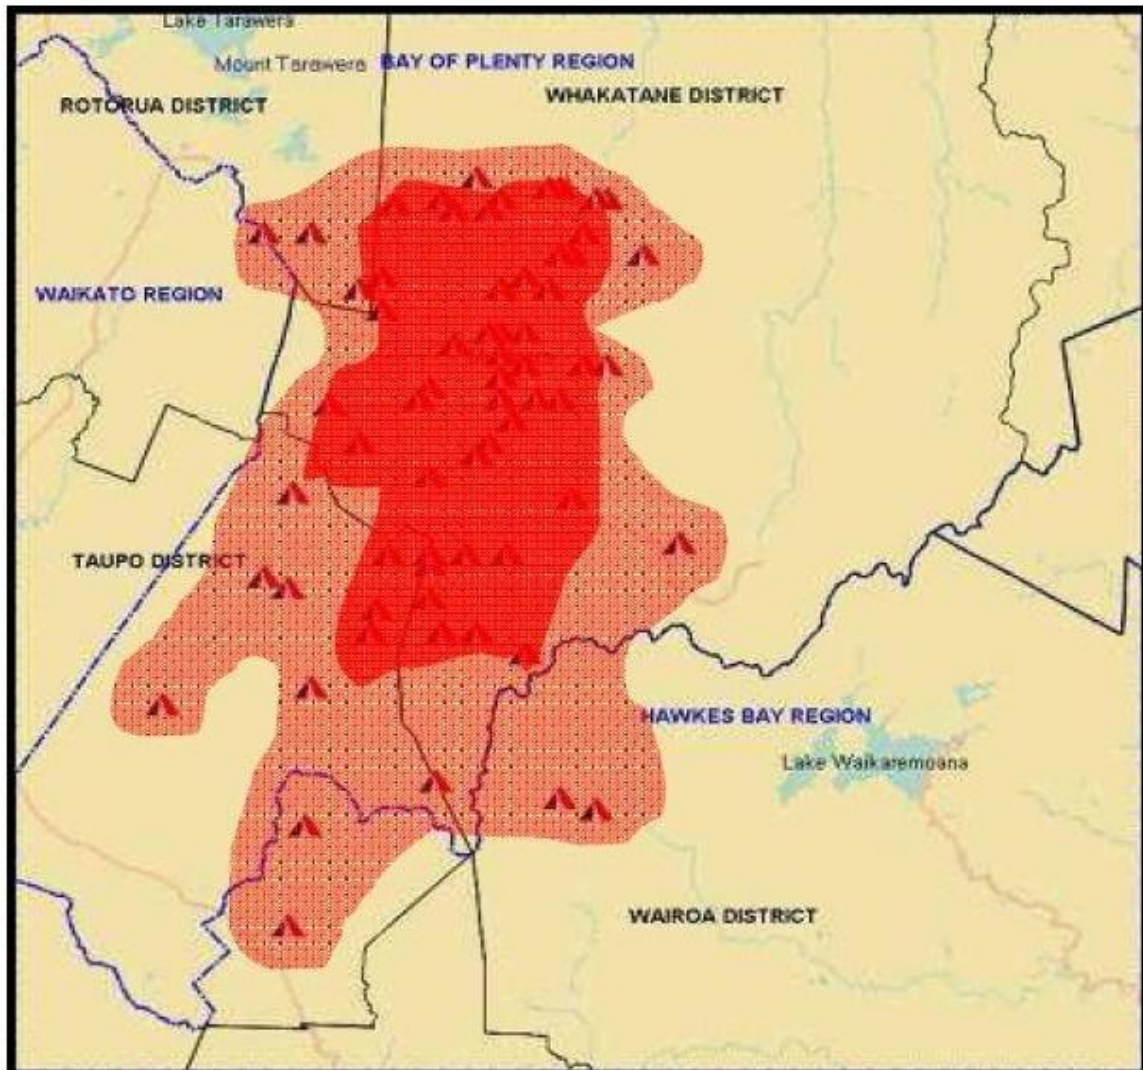 Lake Tarawera
Mount Tarawera
BAY OF PLENTY REGION
ROTORUA DISTRICT
WHAKATANE DISTRICT
WAIKATO REGION
TAUPO DISTRICT
HAWKES BAY REGION
Lake Waikaremoana
WAIROA DISTRICT